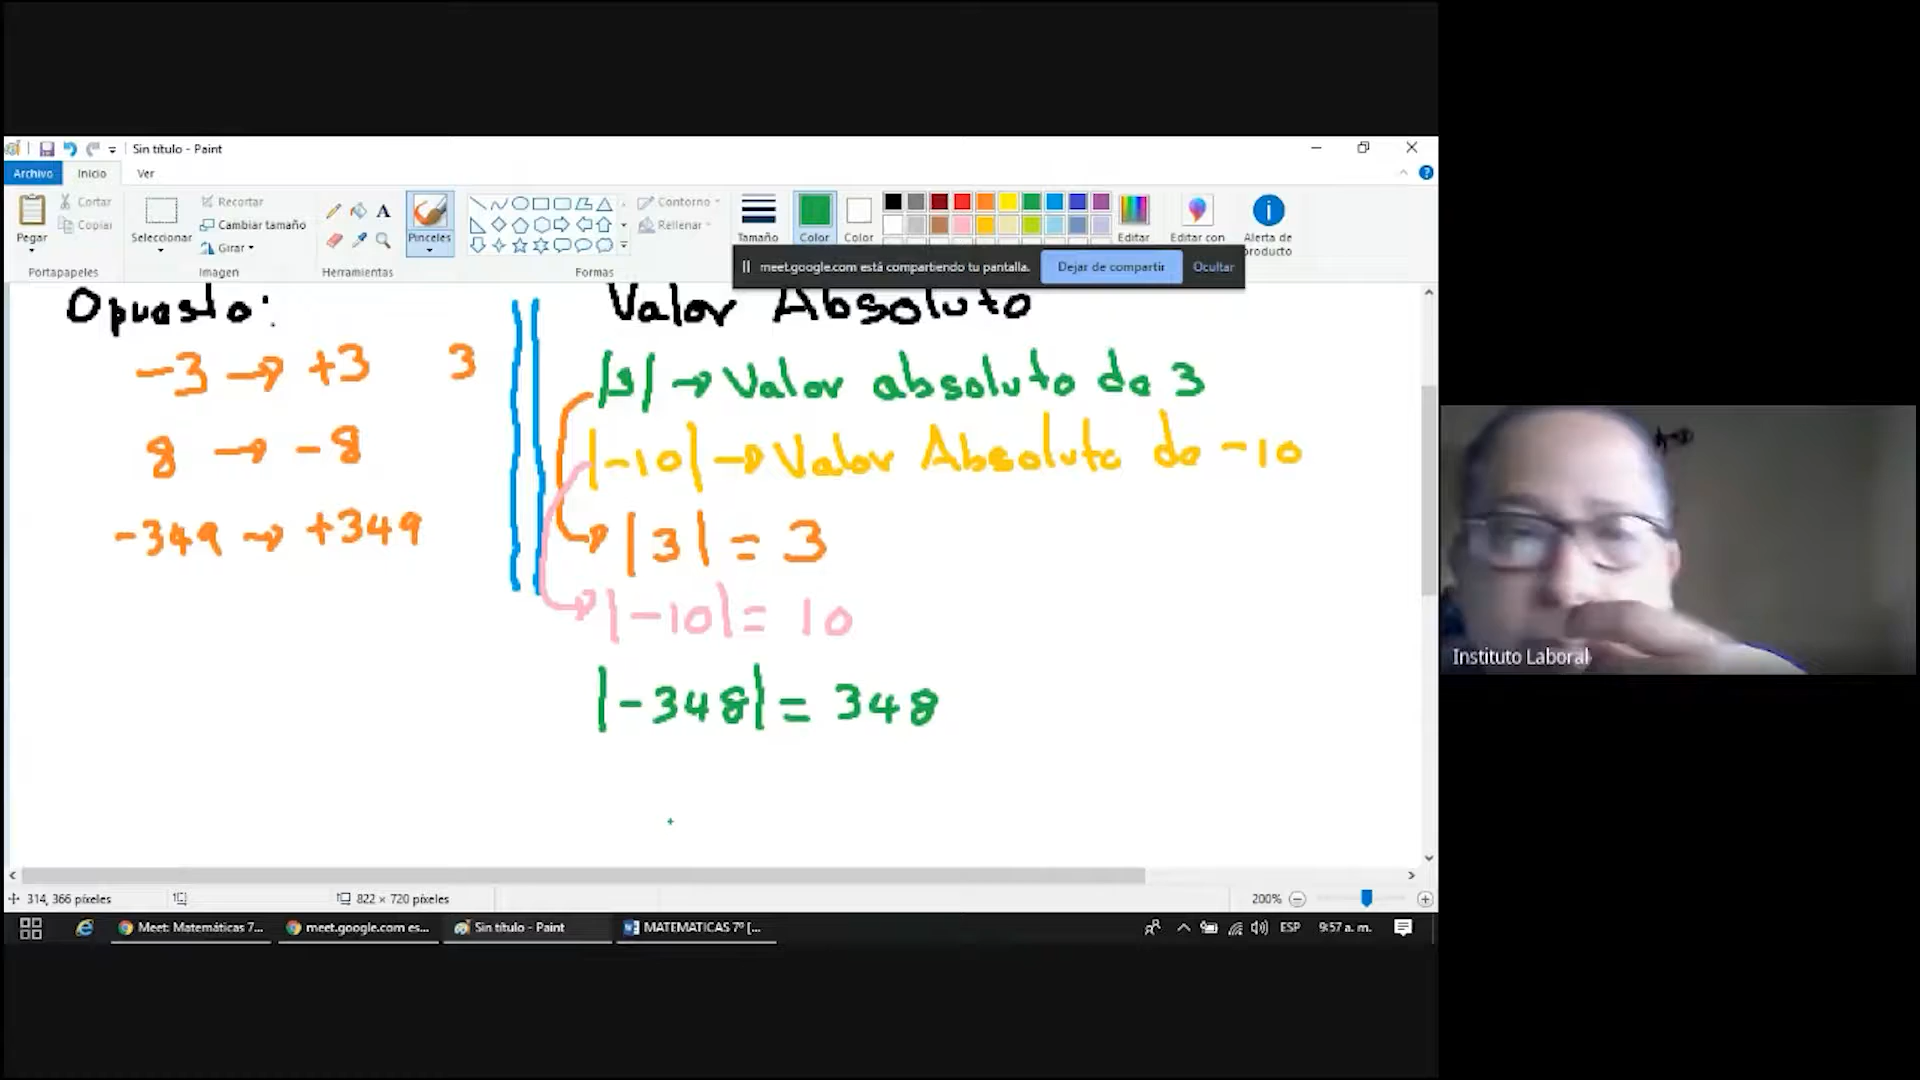 Sin título - Paint
Archivo Inicio Ver
Pegar
Cortar
Copiar
Portapapeles
Seleccionar
Recortar
Cambiar tamaño
Girar
Imagen
A
Herramientas
Pinceles
Formas
Contorno
Rellenar
Tamaño
Color
Color
Editar
Editar con
Alerta de
producto
meet.google.com está compartiendo tu pantalla. Dejar de compartir Ocultar
Opuesto:
-3 → +3 3
8 → -8
-349 → +349
Valor Absoluto
|3| → Valor absoluto de 3
|-10| → Valor Absoluto de -10
|3| = 3
|-10| = 10
|-348| = 348
Instituto Laboral
314, 366 píxeles 822 × 720 píxeles 200%
Meet: Matemáticas 7... meet.google.com es... Sin título - Paint MATEMATICAS 7º [... ESP 9:57 a. m.